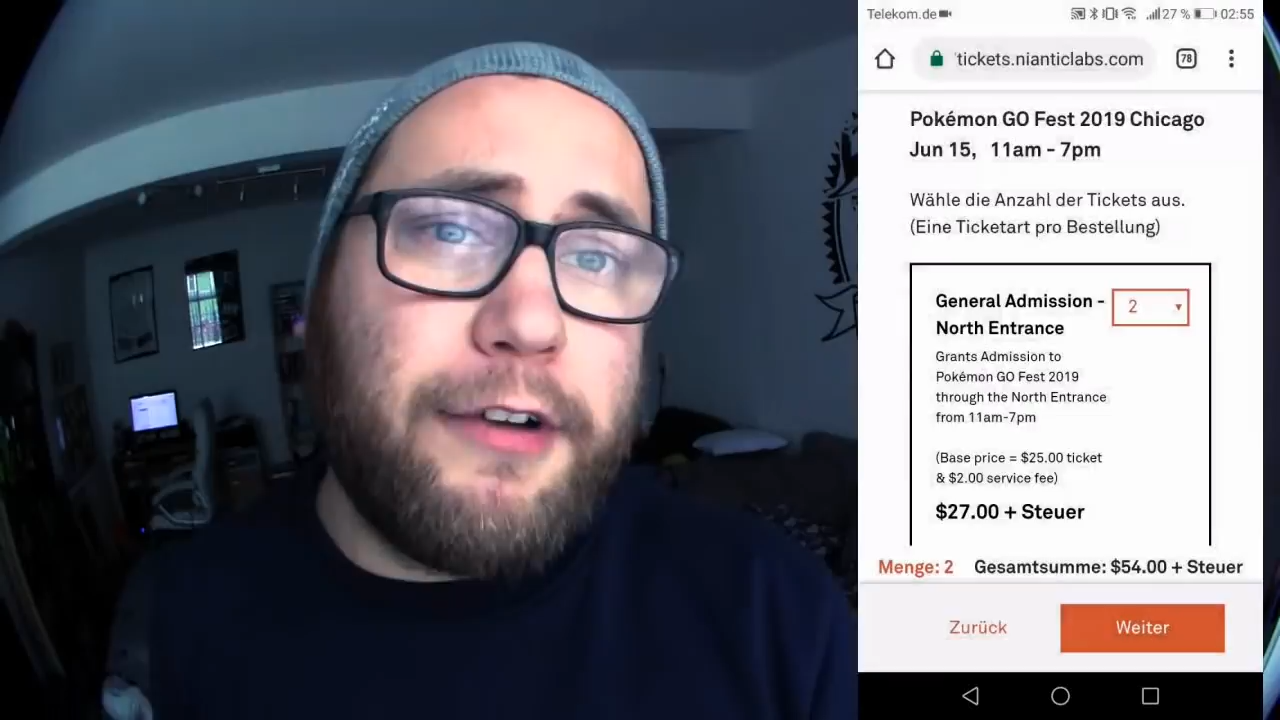 Telekom.de
27 %
02:55
tickets.nianticlabs.com
78
Pokémon GO Fest 2019 Chicago
Jun 15, 11am - 7pm
Wähle die Anzahl der Tickets aus.
(Eine Ticketart pro Bestellung)
General Admission -
North Entrance
2
Grants Admission to
Pokémon GO Fest 2019
through the North Entrance
from 11am-7pm
(Base price = $25.00 ticket
& $2.00 service fee)
$27.00 + Steuer
Menge: 2 Gesamtsumme: $54.00 + Steuer
Zurück
Weiter